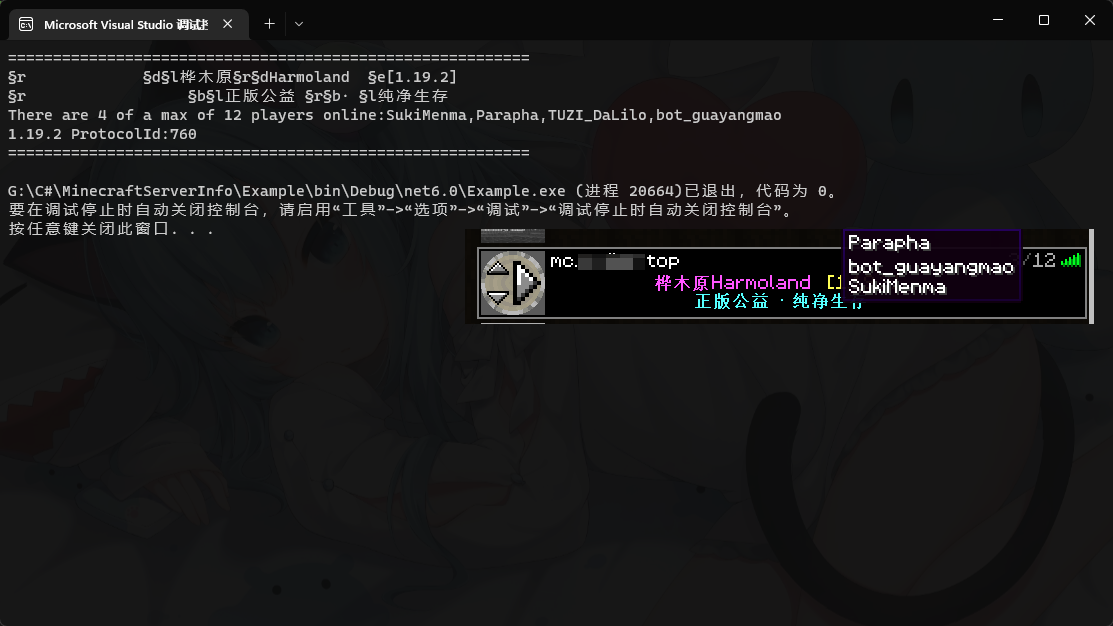 Microsoft Visual Studio 调试
========================================================
§r             §d§l桦木原§r§dHarmoland  §e[1.19.2]
§r                  §b§l正版公益 §r§b· §l纯净生存
There are 4 of a max of 12 players online:SukiMenma,Parapha,TUZI_DaLilo,bot_guayangmao
1.19.2 ProtocolId:760
========================================================
G:\C#\MinecraftServerInfo\Example\bin\Debug\net6.0\Example.exe (进程 20664)已退出，代码为 0。
要在调试停止时自动关闭控制台，请启用“工具”->“选项”->“调试”->“调试停止时自动关闭控制台”。
按任意键关闭此窗口. . .
Parapha
mc. top
/12
bot_guayangmao
桦木原Harmoland [
SukiMenma
正版公益 · 纯净生存